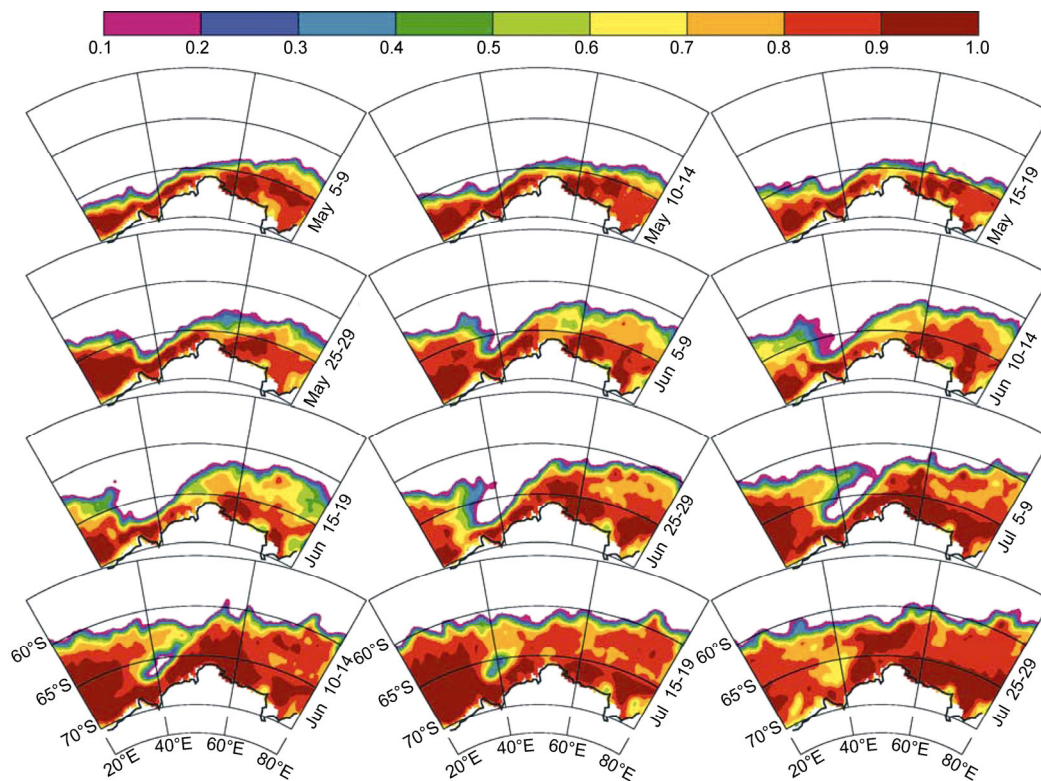 0.1 0.2 0.3 0.4 0.5 0.6 0.7 0.8 0.9 1.0
May 5-9
May 10-14
May 15-19
May 25-29
Jun 5-9
Jun 10-14
Jun 15-19
Jun 25-29
Jul 5-9
60°S
65°S
70°S
20°E 40°E 60°E 80°E
Jun 10-14
60°S
65°S
70°S
20°E 40°E 60°E 80°E
Jul 15-19
60°S
65°S
70°S
20°E 40°E 60°E 80°E
Jul 25-29